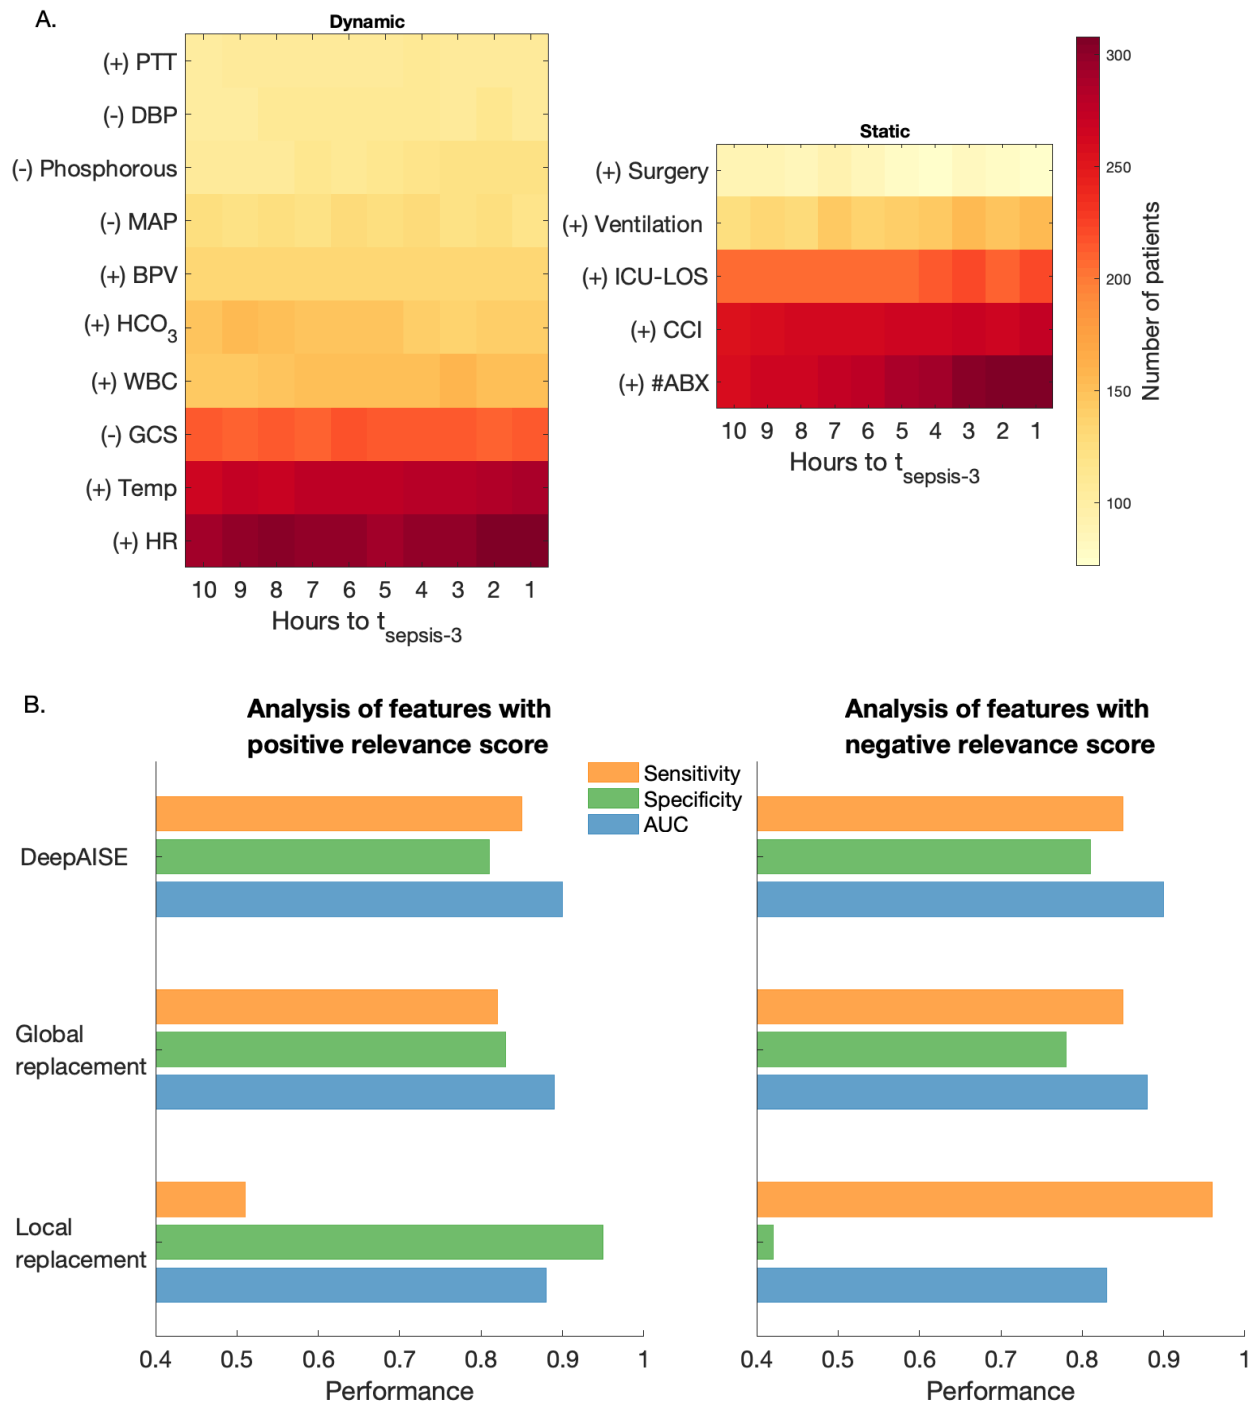 A.
Dynamic
(+) PTT
(-) DBP
(-) Phosphorous
(-) MAP
(+) BPV
(+) HCO3
(+) WBC
(-) GCS
(+) Temp
(+) HR
10 9 8 7 6 5 4 3 2 1
Hours to tsepsis-3
Static
(+) Surgery
(+) Ventilation
(+) ICU-LOS
(+) CCI
(+) #ABX
10 9 8 7 6 5 4 3 2 1
Hours to tsepsis-3
300
250
200
150
100
Number of patients
B.
Analysis of features with
positive relevance score
Sensitivity
Specificity
AUC
DeepAISE
Global
replacement
Local
replacement
0.4 0.5 0.6 0.7 0.8 0.9 1
Performance
Analysis of features with
negative relevance score
0.4 0.5 0.6 0.7 0.8 0.9 1
Performance